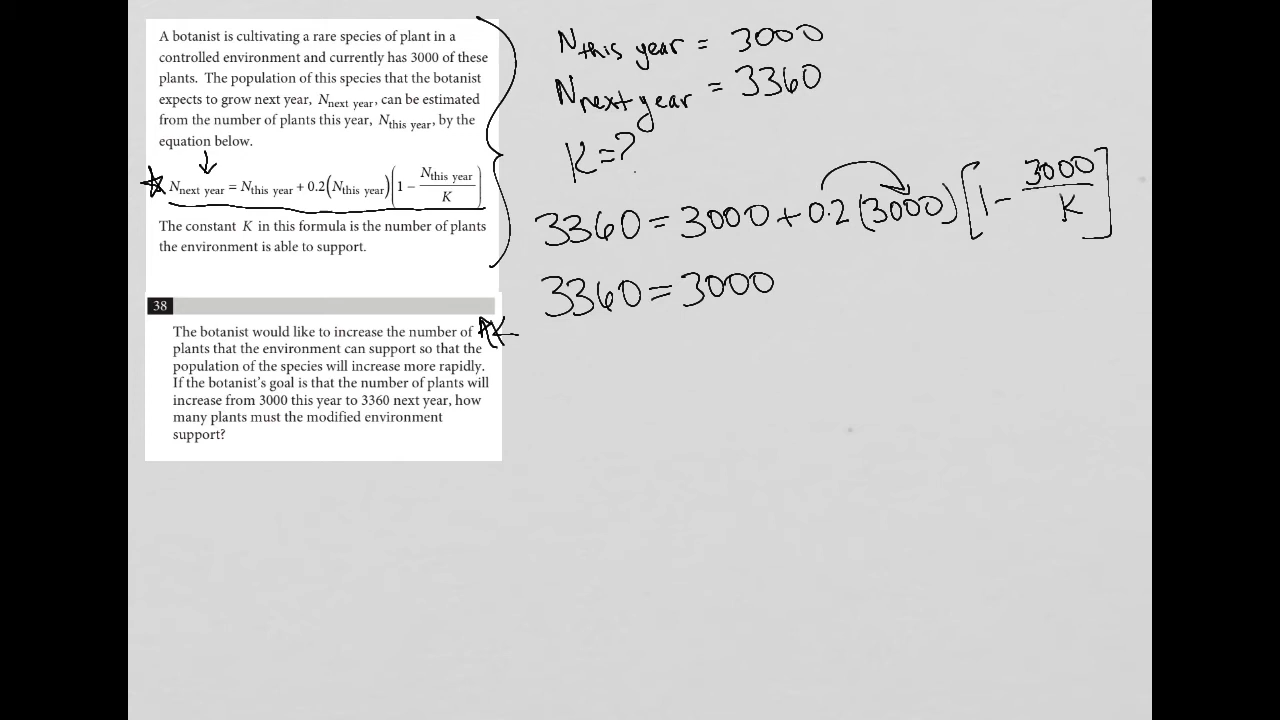 A botanist is cultivating a rare species of plant in a
controlled environment and currently has 3000 of these
plants. The population of this species that the botanist
expects to grow next year, N_next year, can be estimated
from the number of plants this year, N_this year, by the
equation below.
N_next year = N_this year + 0.2(N_this year)(1 − N_this year/K)
The constant K in this formula is the number of plants
the environment is able to support.
38
The botanist would like to increase the number of
plants that the environment can support so that the
population of the species will increase more rapidly.
If the botanist's goal is that the number of plants will
increase from 3000 this year to 3360 next year, how
many plants must the modified environment
support?
K
N_this year = 3000
N_next year = 3360
K = ?
3360 = 3000 + 0.2 (3000) [1 − 3000/K]
3360 = 3000